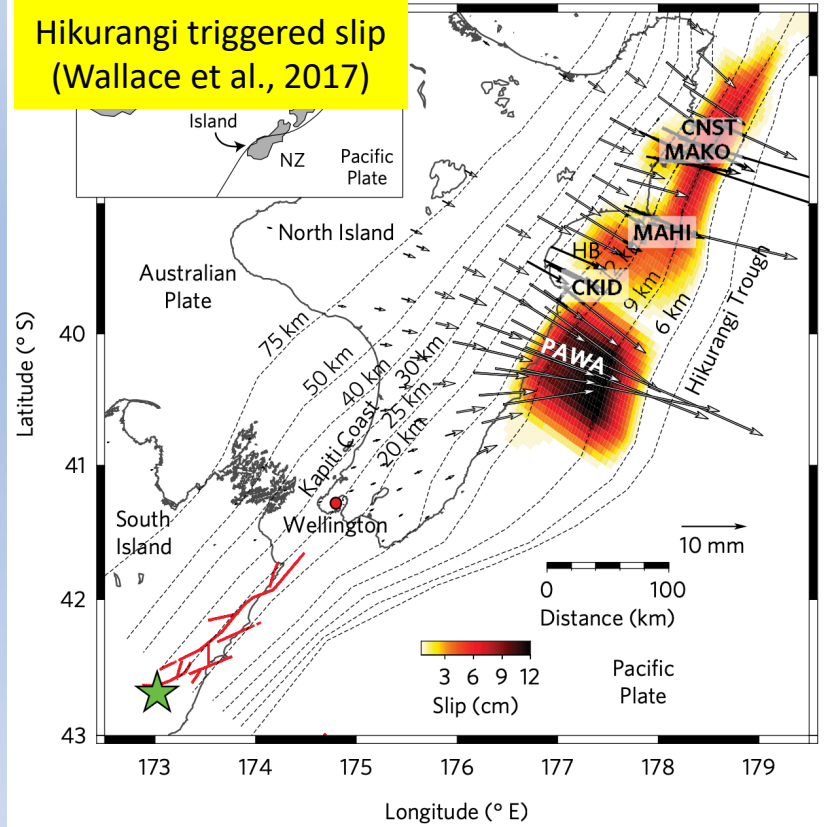 Hikurangi triggered slip
(Wallace et al., 2017)
Island
NZ
Pacific
Plate
North Island
Australian
Plate
CNST
MAKO
MAHI
HB
CKID
PAWA
9 km
6 km
Hikurangi Trough
75 km
50 km
40 km
30 km
25 km
20 km
Kapiti Coast
Wellington
South
Island
10 mm
0 100
Distance (km)
3 6 9 12
Slip (cm)
Pacific
Plate
40
41
42
43
Latitude (° S)
173 174 175 176 177 178 179
Longitude (° E)